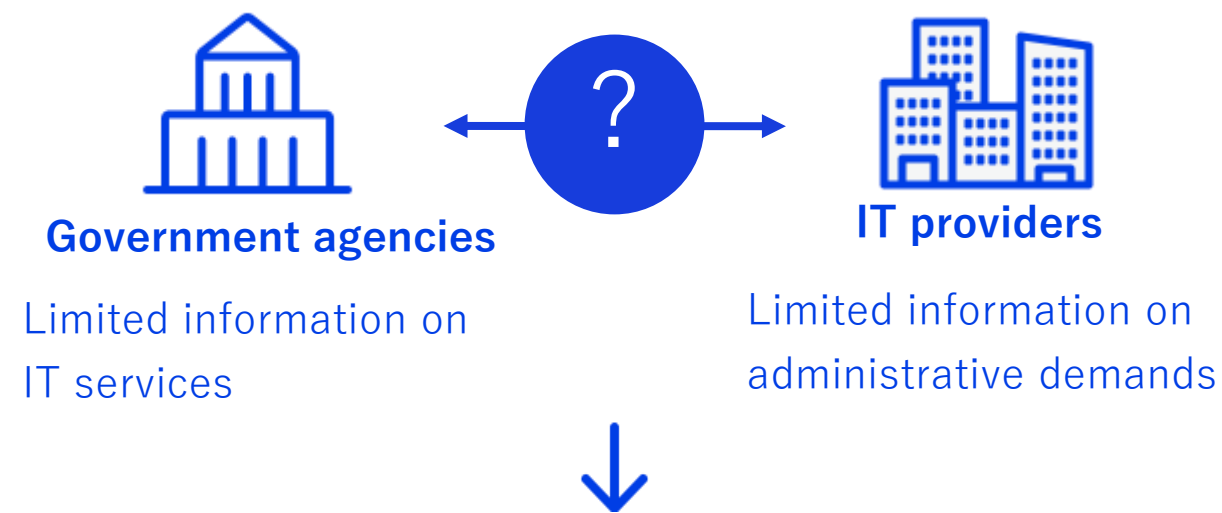 ?
Government agencies
Limited information on
IT services
IT providers
Limited information on
administrative demands